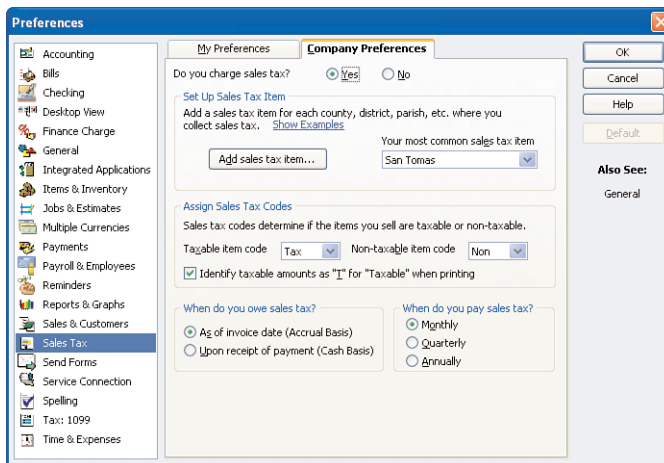 Preferences
Accounting
Bills
Checking
Desktop View
Finance Charge
General
Integrated Applications
Items & Inventory
Jobs & Estimates
Multiple Currencies
Payments
Payroll & Employees
Reminders
Reports & Graphs
Sales & Customers
Sales Tax
Send Forms
Service Connection
Spelling
Tax: 1099
Time & Expenses
My Preferences
Company Preferences
Do you charge sales tax? Yes No
Set Up Sales Tax Item
Add a sales tax item for each county, district, parish, etc. where you
collect sales tax. Show Examples
Your most common sales tax item
Add sales tax item...
San Tomas
Assign Sales Tax Codes
Sales tax codes determine if the items you sell are taxable or non-taxable.
Taxable item code Tax Non-taxable item code Non
Identify taxable amounts as "T" for "Taxable" when printing
When do you owe sales tax?
As of invoice date (Accrual Basis)
Upon receipt of payment (Cash Basis)
When do you pay sales tax?
Monthly
Quarterly
Annually
OK
Cancel
Help
Default
Also See:
General